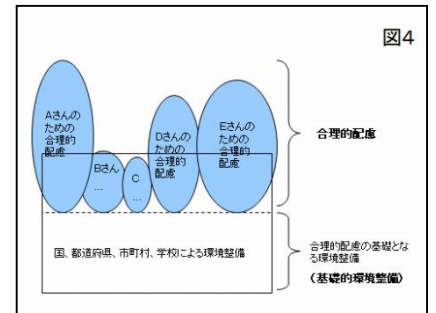 図4
Aさんの
ための
合理的
配慮
Bさん
…
C
…
Dさんの
ための
合理的
配慮
Eさんの
ための
合理的
配慮
合理的配慮
国、都道府県、市町村、学校による環境整備
合理的配慮の基礎とな
る環境整備
(基礎的環境整備)